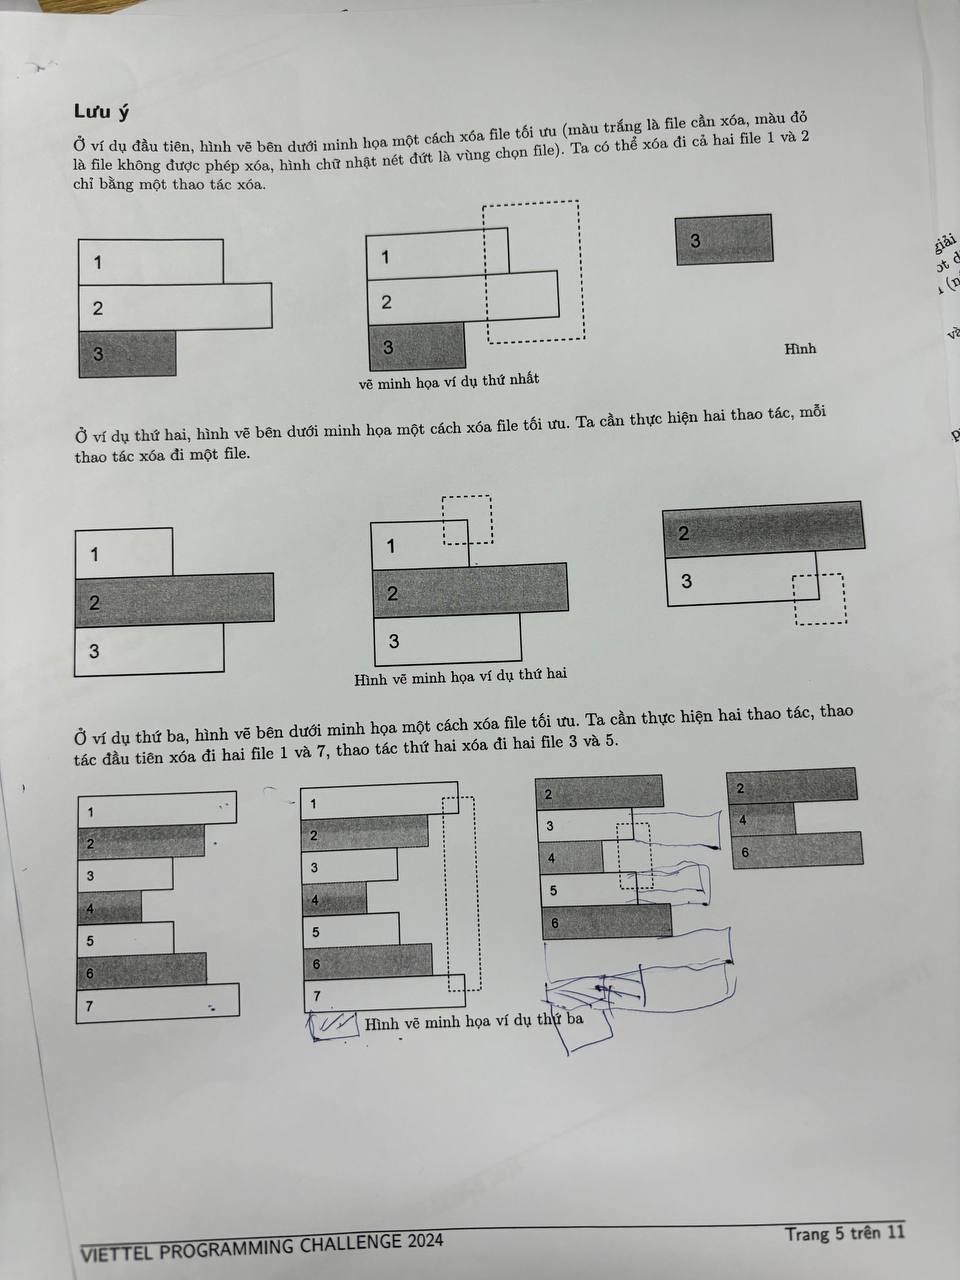 Lưu ý
Ở ví dụ đầu tiên, hình vẽ bên dưới minh họa một cách xóa file tối ưu (màu trắng là file cần xóa, màu đỏ
là file không được phép xóa, hình chữ nhật nét đứt là vùng chọn file). Ta có thể xóa đi cả hai file 1 và 2
chỉ bằng một thao tác xóa.
1
2
3
1
2
3
3
Hình
vẽ minh họa ví dụ thứ nhất
Ở ví dụ thứ hai, hình vẽ bên dưới minh họa một cách xóa file tối ưu. Ta cần thực hiện hai thao tác, mỗi
thao tác xóa đi một file.
1
2
3
1
2
3
2
3
Hình vẽ minh họa ví dụ thứ hai
Ở ví dụ thứ ba, hình vẽ bên dưới minh họa một cách xóa file tối ưu. Ta cần thực hiện hai thao tác, thao
tác đầu tiên xóa đi hai file 1 và 7, thao tác thứ hai xóa đi hai file 3 và 5.
1
2
3
4
5
6
7
1
2
3
4
5
6
7
2
3
4
5
6
2
4
6
Hình vẽ minh họa ví dụ thứ ba
VIETTEL PROGRAMMING CHALLENGE 2024
Trang 5 trên 11
giải